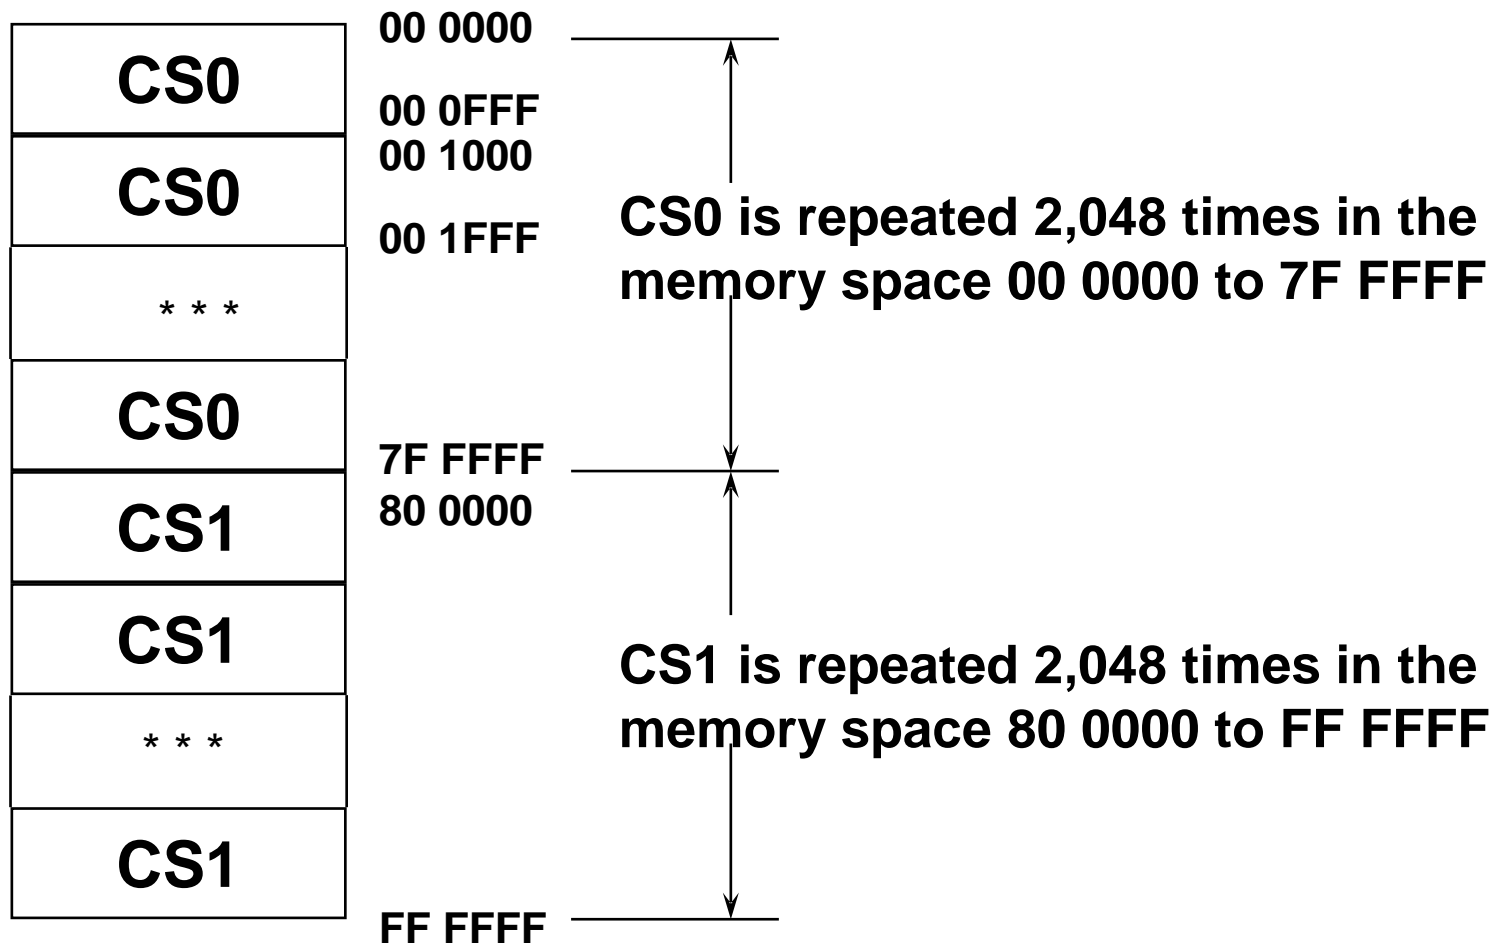 CS0
00 0000
00 0FFF
CS0
00 1000
00 1FFF
* * *
CS0 is repeated 2,048 times in the
memory space 00 0000 to 7F FFFF
CS0
7F FFFF
CS1
80 0000
CS1
* * *
CS1 is repeated 2,048 times in the
memory space 80 0000 to FF FFFF
CS1
FF FFFF